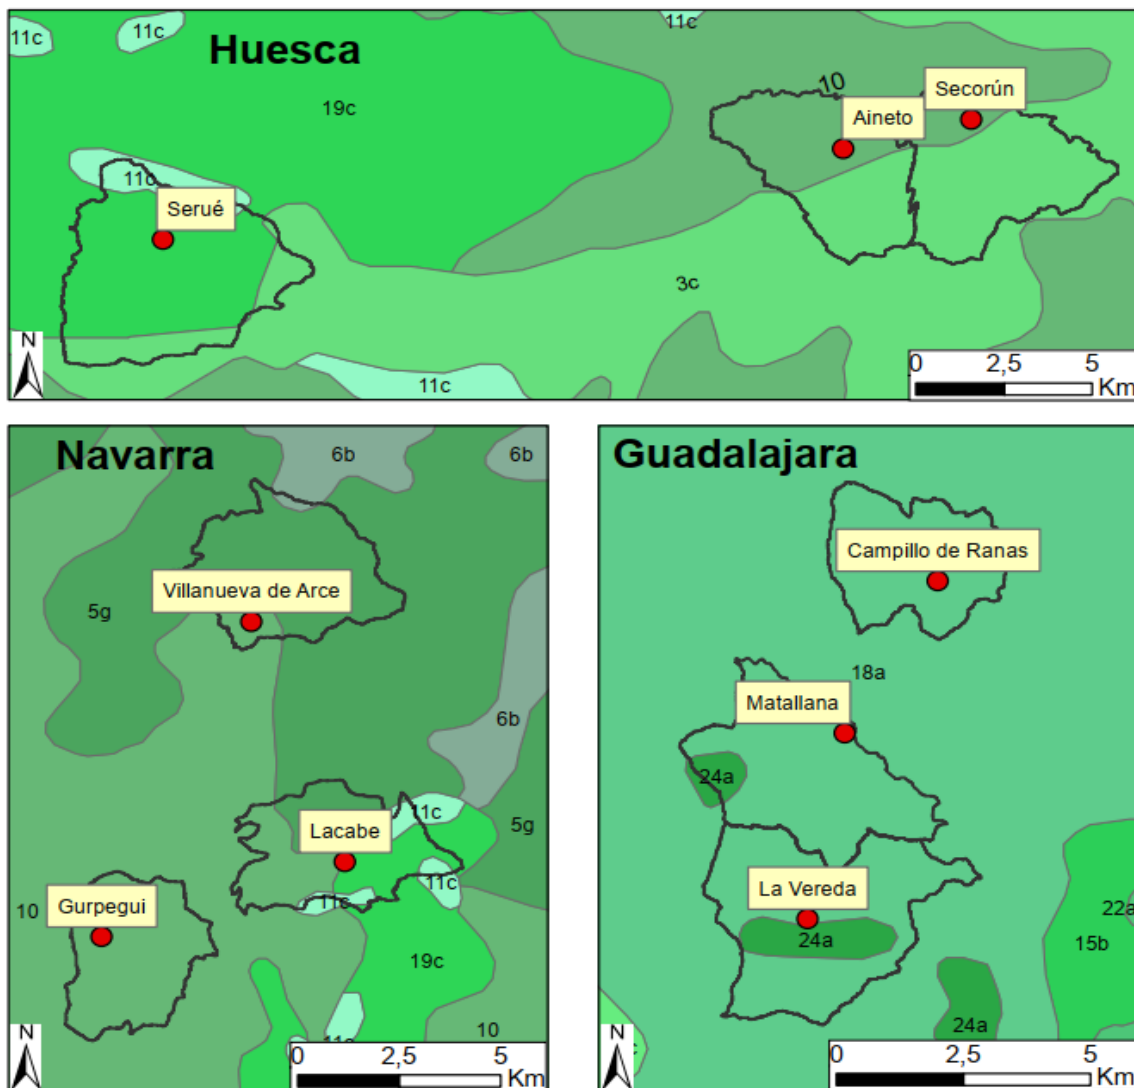 Huesca
11c
11c
11c
19c
10
Secorún
Aineto
11c
Serué
3c
11c
N
0 2,5 5
Km
Navarra
6b
6b
Villanueva de Arce
5g
6b
11c
5g
Lacabe
11c
11c
10
Gurpegui
19c
10
N
0 2,5 5
Km
Guadalajara
Campillo de Ranas
18a
Matallana
24a
La Vereda
24a
22a
15b
24a
N
0 2,5 5
Km